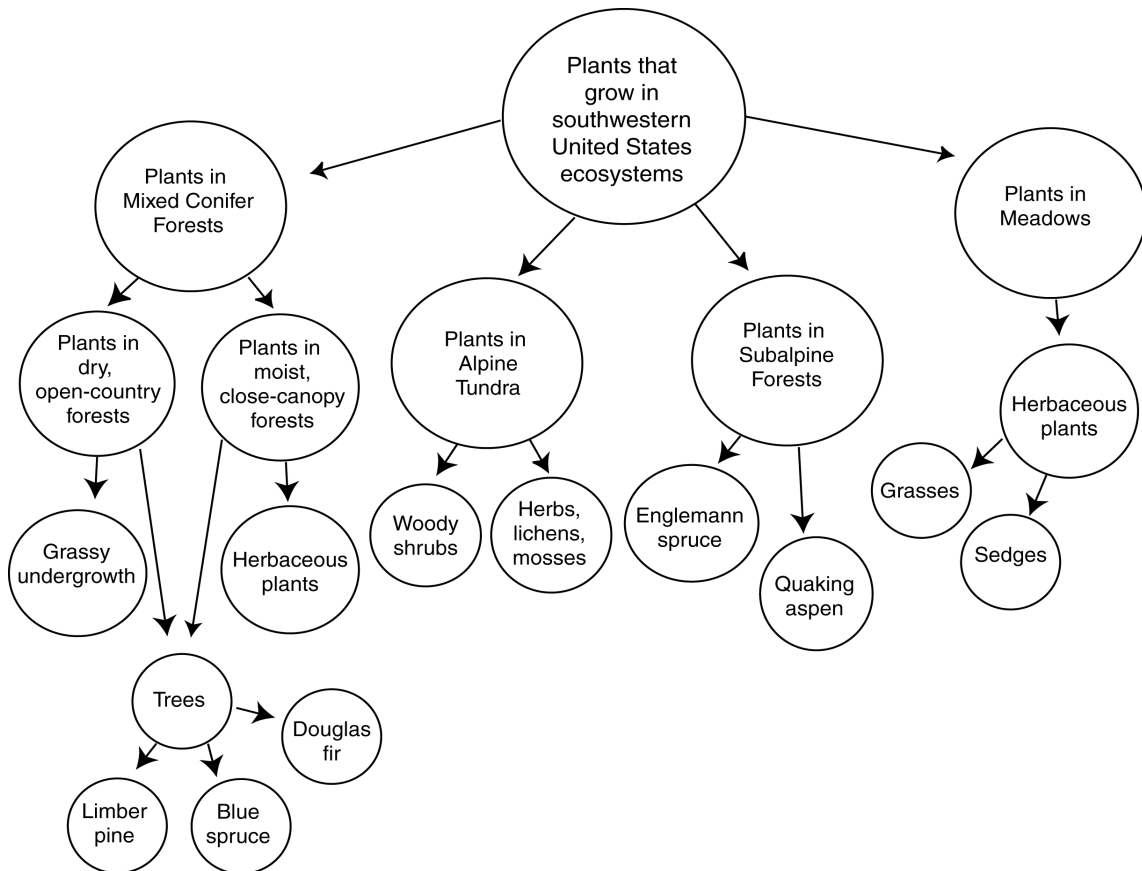 Plants that
grow in
southwestern
United States
ecosystems
Plants in
Mixed Conifer
Forests
Plants in
Meadows
Plants in
dry,
open-country
forests
Plants in
moist,
close-canopy
forests
Plants in
Alpine
Tundra
Plants in
Subalpine
Forests
Herbaceous
plants
Grasses
Sedges
Woody
shrubs
Herbs,
lichens,
mosses
Englemann
spruce
Quaking
aspen
Grassy
undergrowth
Herbaceous
plants
Trees
Douglas
fir
Limber
pine
Blue
spruce